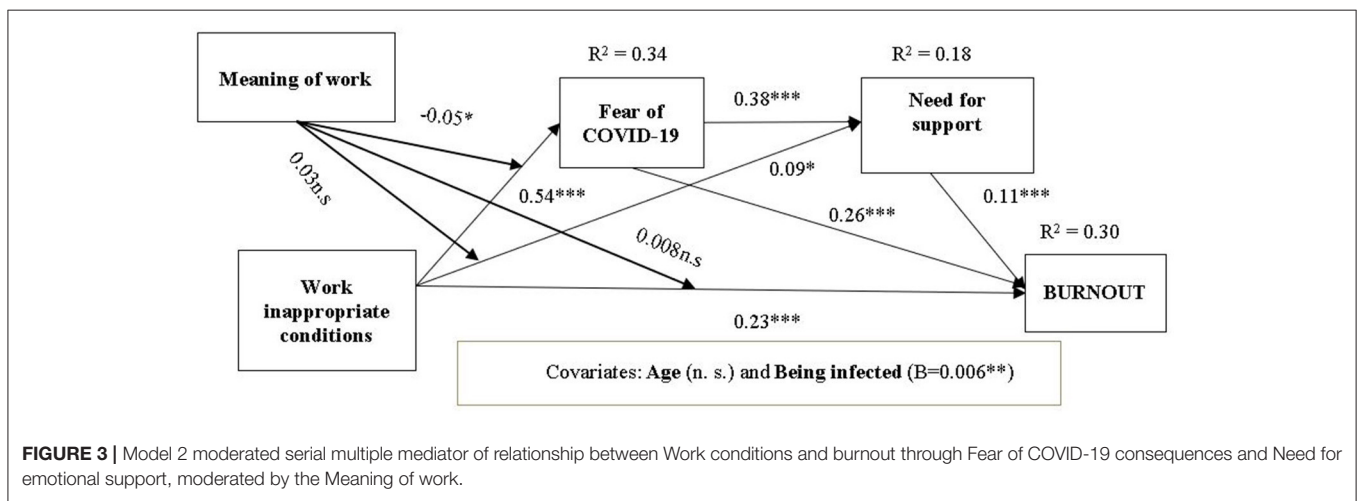 R² = 0.34
R² = 0.18
Meaning of work
Fear of
COVID-19
0.38***
Need for
support
-0.05*
0.03n.s
0.54***
0.09*
0.26***
0.11***
0.008n.s
R² = 0.30
Work
inappropriate
conditions
BURNOUT
0.23***
Covariates: Age (n. s.) and Being infected (B=0.006**)
FIGURE 3 | Model 2 moderated serial multiple mediator of relationship between Work conditions and burnout through Fear of COVID-19 consequences and Need for
emotional support, moderated by the Meaning of work.